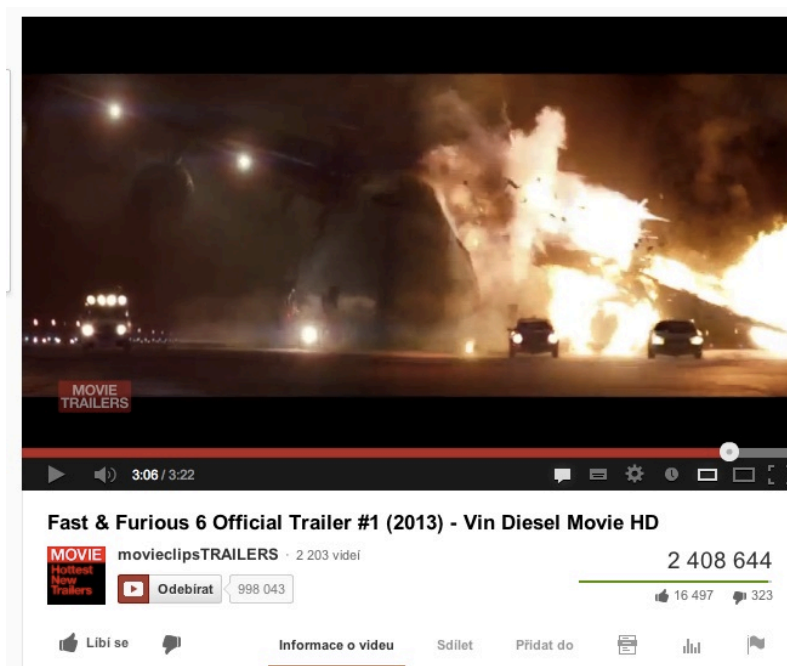 MOVIE
TRAILERS
3:06 / 3:22
Fast & Furious 6 Official Trailer #1 (2013) - Vin Diesel Movie HD
MOVIE
Hottest
New
Trailers
movieclipsTRAILERS · 2 203 videí
Odebírat 998 043
2 408 644
16 497 323
Líbí se
Informace o videu Sdílet Přidat do